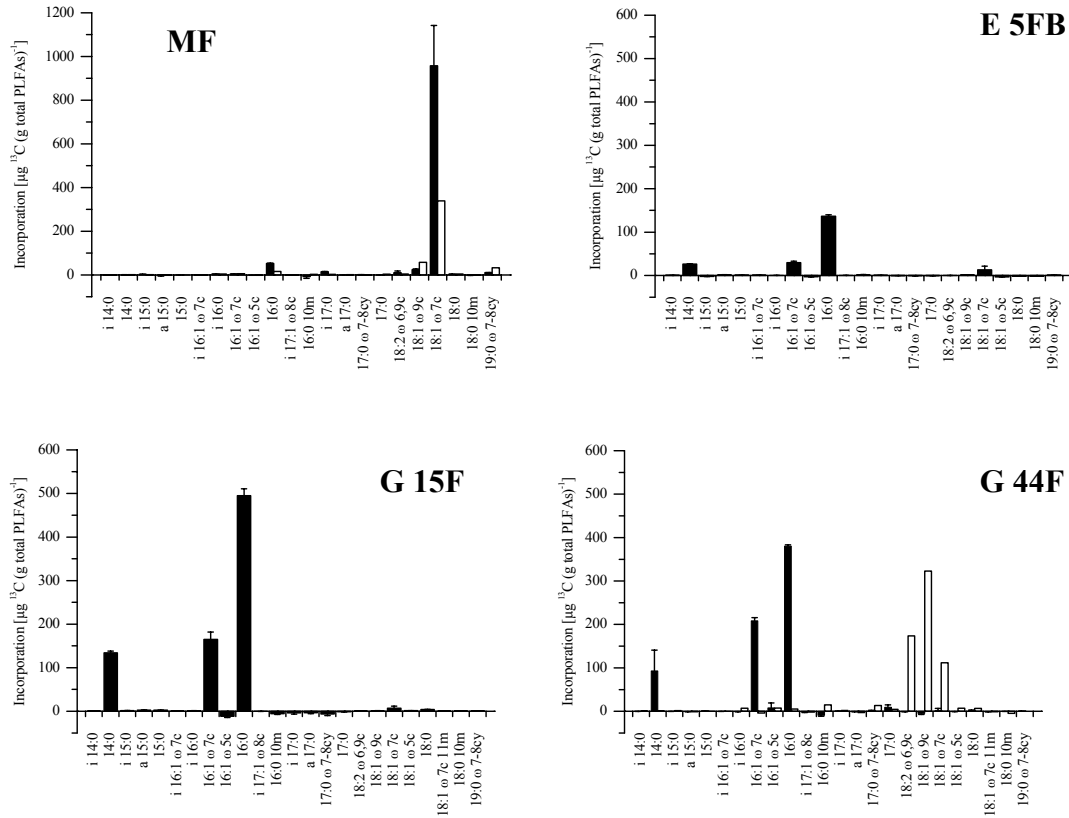 MF
Incorporation [µg ¹³C (g total PLFAs)⁻¹]
1200
1000
800
600
400
200
0
i 14:0
14:0
i 15:0
a 15:0
15:0
i 16:1 ω 7c
i 16:0
16:1 ω 7c
16:1 ω 5c
16:0
i 17:1 ω 8c
16:0 10m
i 17:0
a 17:0
17:0 ω 7-8cy
17:0
18:2 ω 6,9c
18:1 ω 9c
18:1 ω 7c
18:0
18:0 10m
19:0 ω 7-8cy
E 5FB
Incorporation [µg ¹³C (g total PLFAs)⁻¹]
600
500
400
300
200
100
0
i 14:0
14:0
i 15:0
a 15:0
15:0
i 16:1 ω 7c
i 16:0
16:1 ω 7c
16:1 ω 5c
16:0
i 17:1 ω 8c
16:0 10m
i 17:0
a 17:0
17:0 ω 7-8cy
17:0
18:2 ω 6,9c
18:1 ω 9c
18:1 ω 7c
18:1 ω 5c
18:0
18:0 10m
19:0 ω 7-8cy
G 15F
Incorporation [µg ¹³C (g total PLFAs)⁻¹]
600
500
400
300
200
100
0
i 14:0
14:0
i 15:0
a 15:0
15:0
i 16:1 ω 7c
i 16:0
16:1 ω 7c
16:1 ω 5c
16:0
i 17:1 ω 8c
16:0 10m
i 17:0
a 17:0
17:0 ω 7-8cy
17:0
18:2 ω 6,9c
18:1 ω 9c
18:1 ω 7c
18:1 ω 5c
18:0
18:1 ω 7c 11m
18:0 10m
19:0 ω 7-8cy
G 44F
Incorporation [µg ¹³C (g total PLFAs)⁻¹]
600
500
400
300
200
100
0
i 14:0
14:0
i 15:0
a 15:0
15:0
i 16:1 ω 7c
i 16:0
16:1 ω 7c
16:1 ω 5c
16:0
i 17:1 ω 8c
16:0 10m
i 17:0
a 17:0
17:0 ω 7-8cy
17:0
18:2 ω 6,9c
18:1 ω 9c
18:1 ω 7c
18:1 ω 5c
18:0
18:1 ω 7c 11m
18:0 10m
19:0 ω 7-8cy